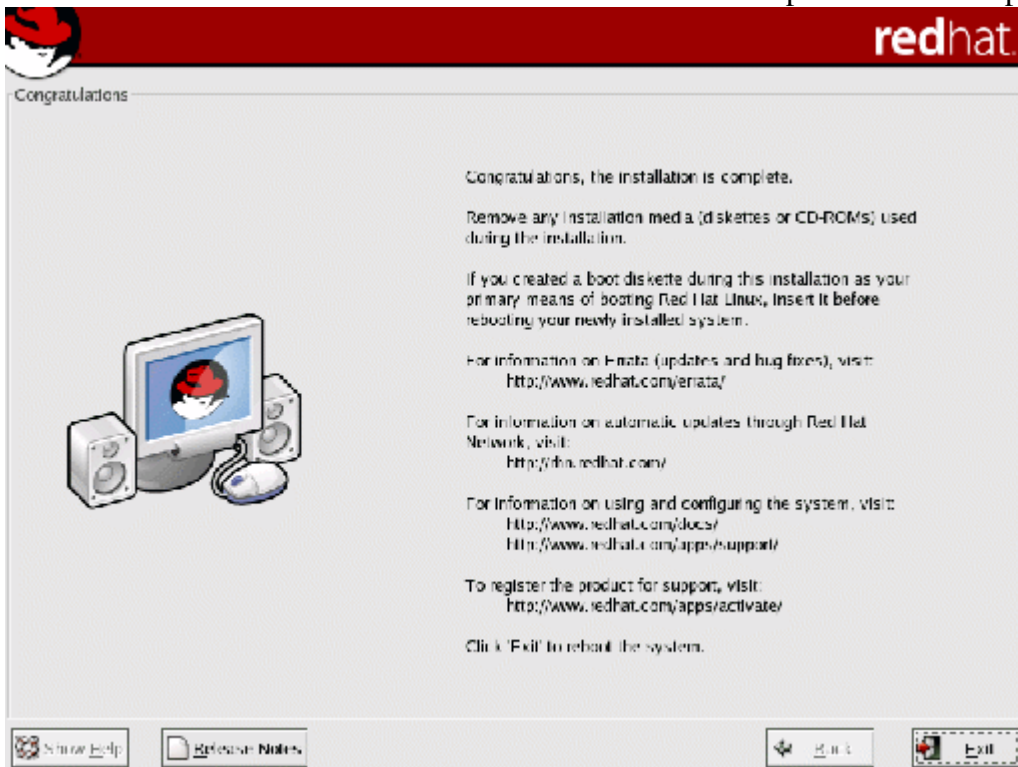 redhat.
Congratulations
Congratulations, the installation is complete.
Remove any installation media (diskettes or CD-ROMs) used
during the installation.
If you created a boot diskette during this installation as your
primary means of booting Red Hat Linux, insert it before
rebooting your newly installed system.
For information on Errata (updates and bug fixes), visit:
http://www.redhat.com/errata/
For information on automatic updates through Red Hat
Network, visit:
http://rhn.redhat.com/
For information on using and configuring the system, visit:
http://www.redhat.com/docs/
http://www.redhat.com/apps/support/
To register the product for support, visit:
http://www.redhat.com/apps/activate/
Click 'Exit' to reboot the system.
Show Help
Release Notes
Back
Exit